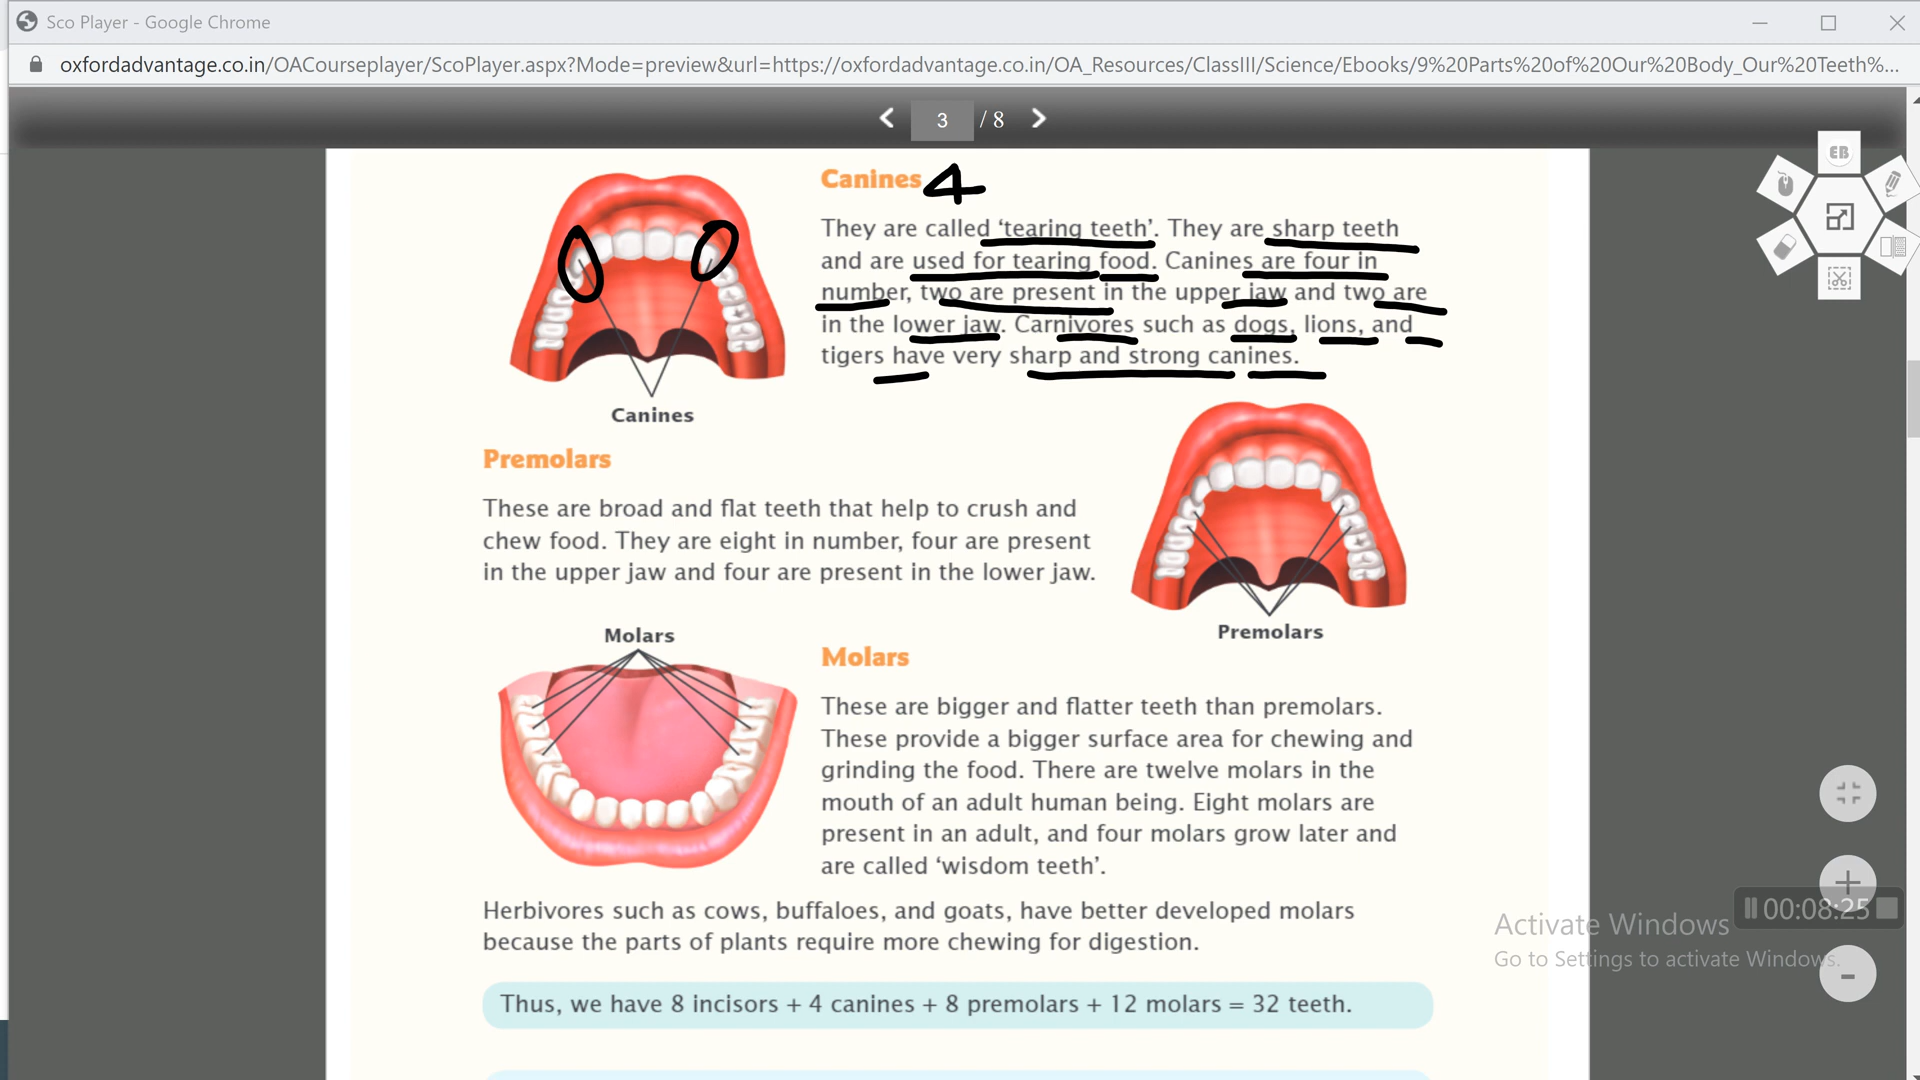 Sco Player - Google Chrome
oxfordadvantage.co.in/OACourseplayer/ScoPlayer.aspx?Mode=preview&url=https://oxfordadvantage.co.in/OA_Resources/ClassIII/Science/Ebooks/9%20Parts%20of%20Our%20Body_Our%20Teeth%...
3 / 8
EB
Canines 4
They are called ‘tearing teeth’. They are sharp teeth
and are used for tearing food. Canines are four in
number, two are present in the upper jaw and two are
in the lower jaw. Carnivores such as dogs, lions, and
tigers have very sharp and strong canines.
Canines
Premolars
These are broad and flat teeth that help to crush and
chew food. They are eight in number, four are present
in the upper jaw and four are present in the lower jaw.
Premolars
Molars
Molars
These are bigger and flatter teeth than premolars.
These provide a bigger surface area for chewing and
grinding the food. There are twelve molars in the
mouth of an adult human being. Eight molars are
present in an adult, and four molars grow later and
are called ‘wisdom teeth’.
Herbivores such as cows, buffaloes, and goats, have better developed molars
because the parts of plants require more chewing for digestion.
Thus, we have 8 incisors + 4 canines + 8 premolars + 12 molars = 32 teeth.
00:08:25
Activate Windows
Go to Settings to activate Windows.